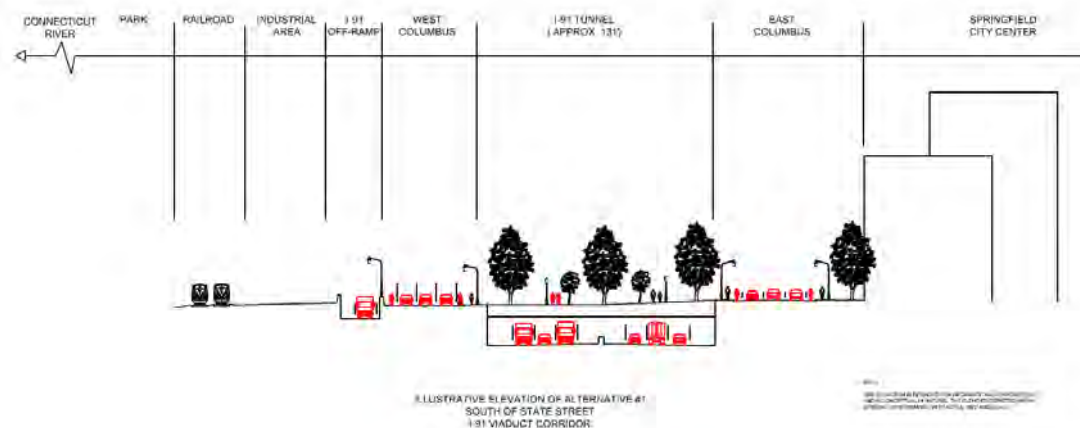 CONNECTICUT
RIVER
PARK
RAILROAD
INDUSTRIAL
AREA
I-91
OFF-RAMP
WEST
COLUMBUS
I-91 TUNNEL
( APPROX. 131')
EAST
COLUMBUS
SPRINGFIELD
CITY CENTER
ILLUSTRATIVE ELEVATION OF ALTERNATIVE #1
SOUTH OF STATE STREET
I-91 VIADUCT CORRIDOR